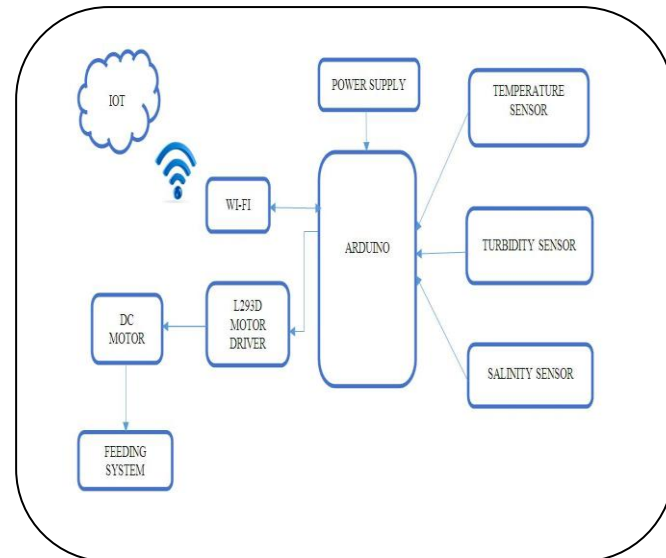 IOT
POWER SUPPLY
TEMPERATURE
SENSOR
WI-FI
ARDUINO
TURBIDITY SENSOR
DC
MOTOR
L293D
MOTOR
DRIVER
SALINITY SENSOR
FEEDING
SYSTEM